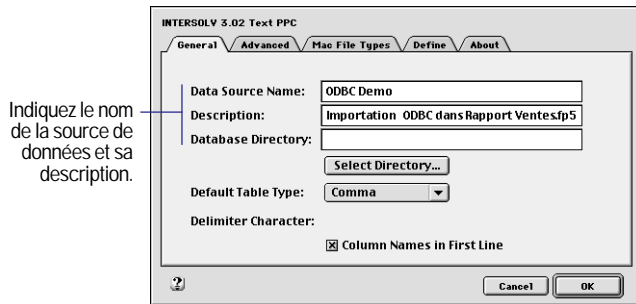 INTERSOLV 3.02 Text PPC
General Advanced Mac File Types Define About
Data Source Name: ODBC Demo
Description: Importation ODBC dans Rapport Ventes.fp5
Database Directory:
Select Directory...
Default Table Type: Comma
Delimiter Character:
Column Names in First Line
? Cancel OK
Indiquez le nom
de la source de
données et sa
description.